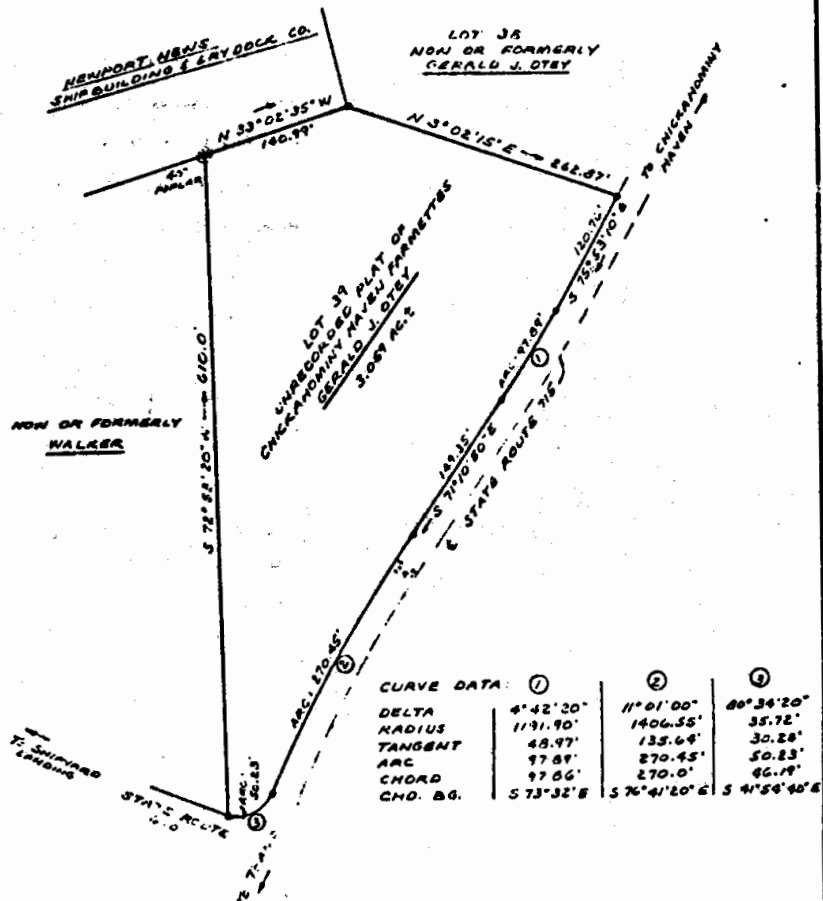 NEWPORT NEWS
SHIPBUILDING & DRYDOCK CO.
LOT 38
NOW OR FORMERLY
GERALD J. OTEY
TO CHICKAHOMINY
HAVEN
N 33°02'35" W
140.99'
N 3°02'15" E 262.87'
POPLAR
120.76'
S 75°53'10" E
LOT 39
UNRECORDED PLAT OF
CHICKAHOMINY HAVEN FARMETTES
GERALD J. OTEY
3.059 AC.±
ARC. 97.89'
①
S 72°52'20" W 610.0'
NOW OR FORMERLY
WALKER
149.35'
S 71°10'50" E
℄ STATE ROUTE 715
ARC. 270.45'
②
CURVE DATA: ① ② ③
DELTA 4°42'20" 11°01'00" 80°34'20"
RADIUS 1191.90' 1406.55' 35.72'
TANGENT 48.97' 135.64' 30.28'
ARC 97.89' 270.45' 50.23'
CHORD 97.86' 270.0' 46.19'
CHD. BG. S 73°32' E S 76°41'20" E S 41°54'40" E
TO SHIPYARD
LANDING
STATE ROUTE
ARC. 50.23'
③